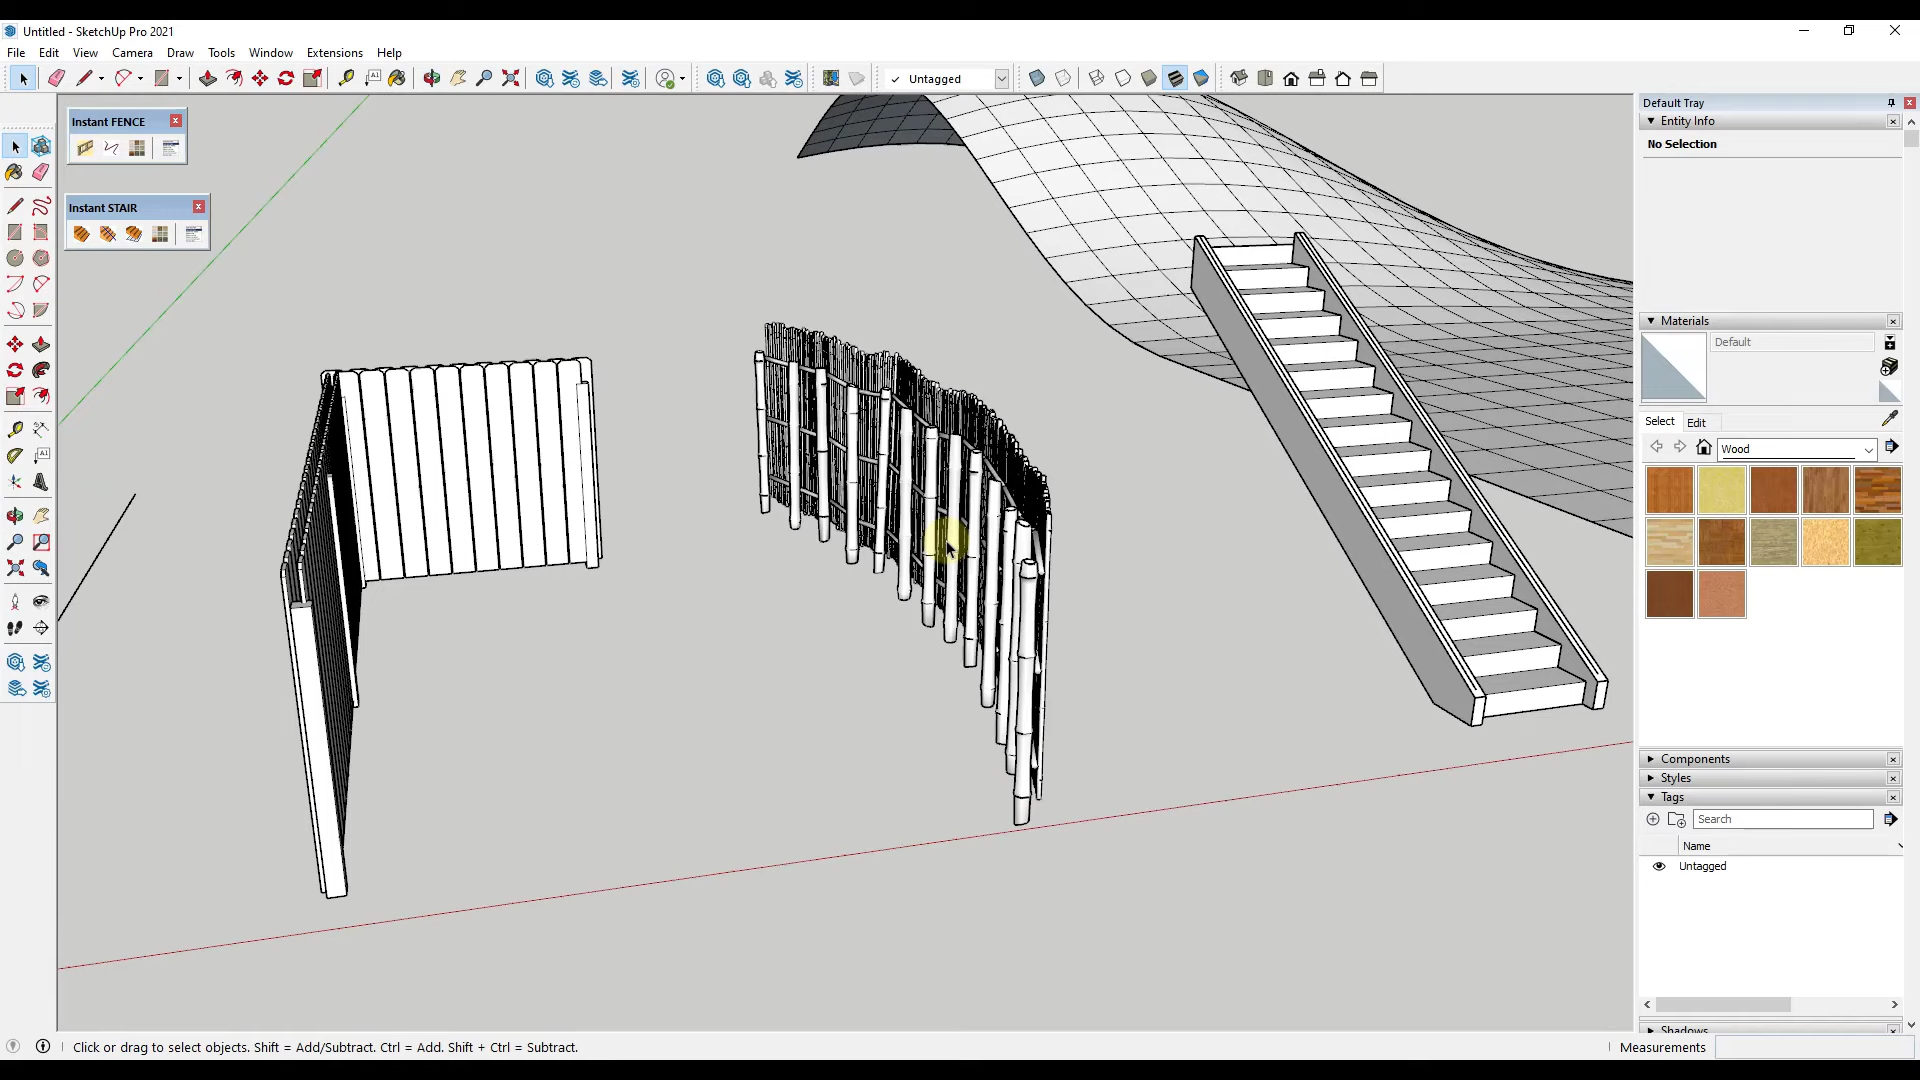 Untitled - SketchUp Pro 2021
File Edit View Camera Draw Tools Window Extensions Help
Untagged
Default Tray
Instant FENCE
Entity Info
No Selection
Instant STAIR
Materials
Default
Select Edit
Wood
Components
Styles
Tags
Search
Name
Untagged
Shadows
Click or drag to select objects. Shift = Add/Subtract. Ctrl = Add. Shift + Ctrl = Subtract.
Measurements